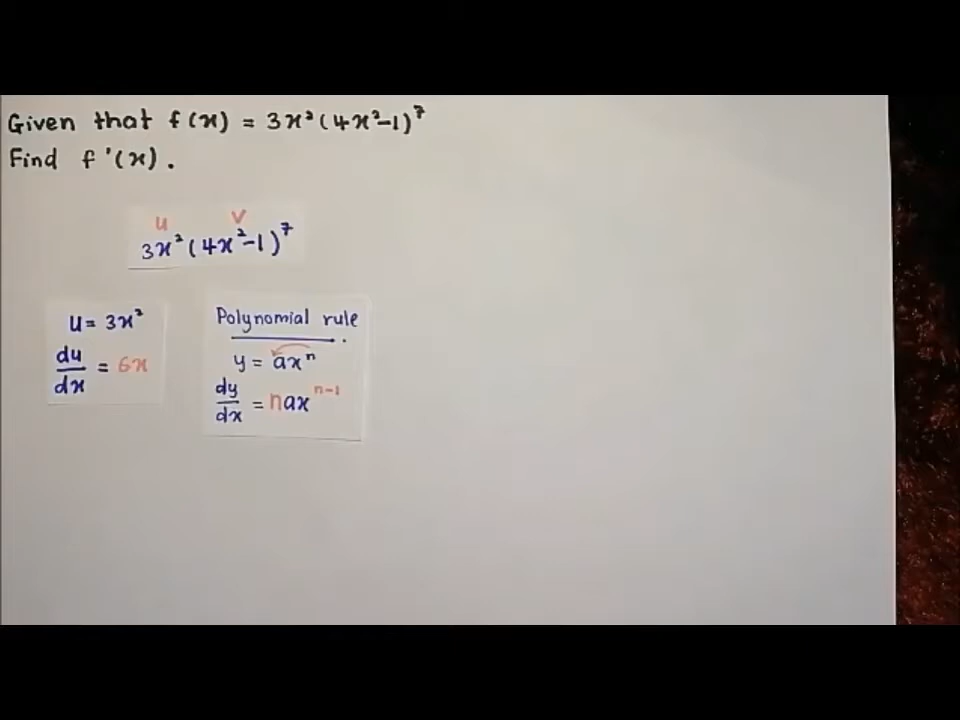 Given that f(x) = 3x²(4x²-1)⁷
Find f'(x).
u v
3x²(4x²-1)⁷
u = 3x²
du/dx = 6x
Polynomial rule
y = axⁿ
dy/dx = naxⁿ⁻¹